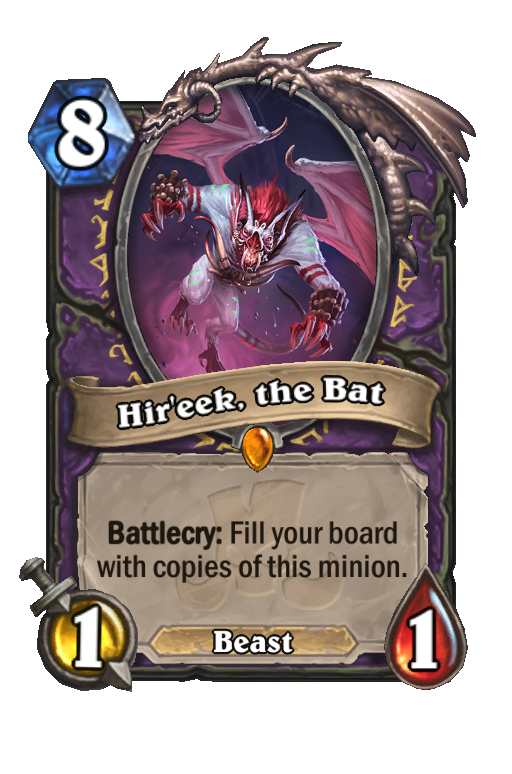 8
Hir'eek, the Bat
Battlecry: Fill your board
with copies of this minion.
1
Beast
1